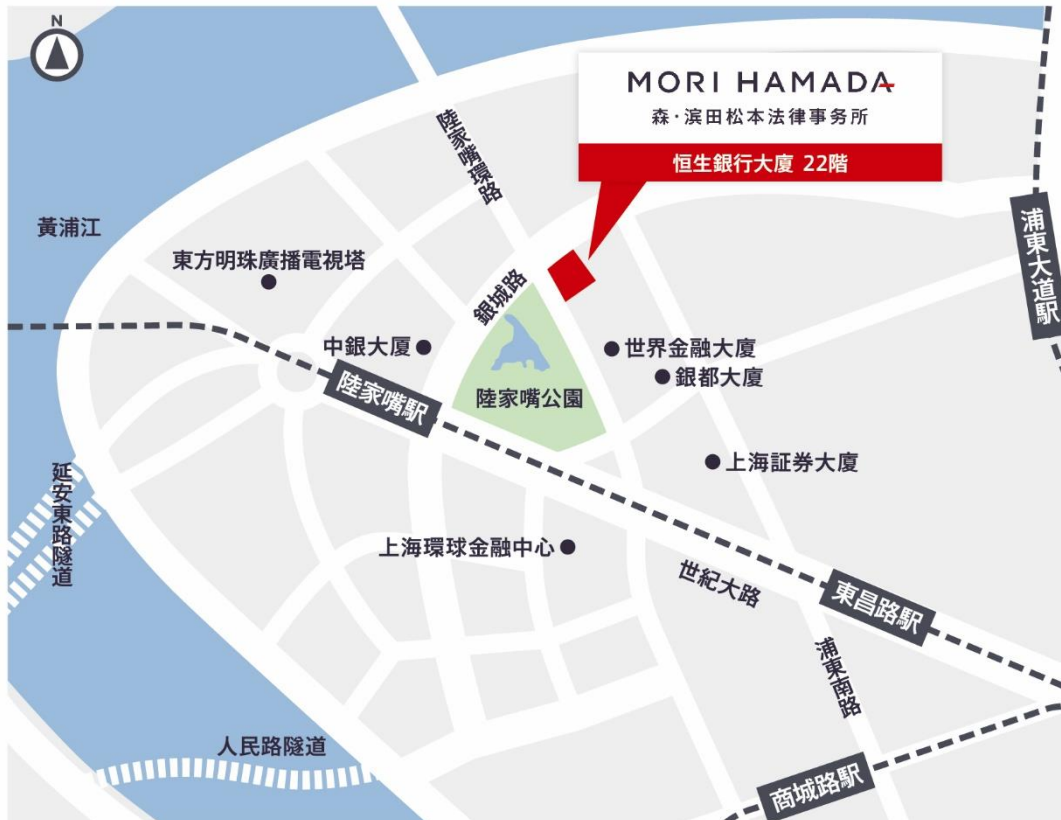 N
MORI HAMADA
森·滨田松本法律事务所
恒生銀行大廈 22階
陸家嘴環路
浦東大道駅
黃浦江
東方明珠廣播電視塔
銀城路
中銀大厦
世界金融大廈
銀都大廈
陸家嘴駅
陸家嘴公園
上海証券大廈
延安東路隧道
上海環球金融中心
世紀大路
東昌路駅
浦東南路
人民路隧道
商城路駅